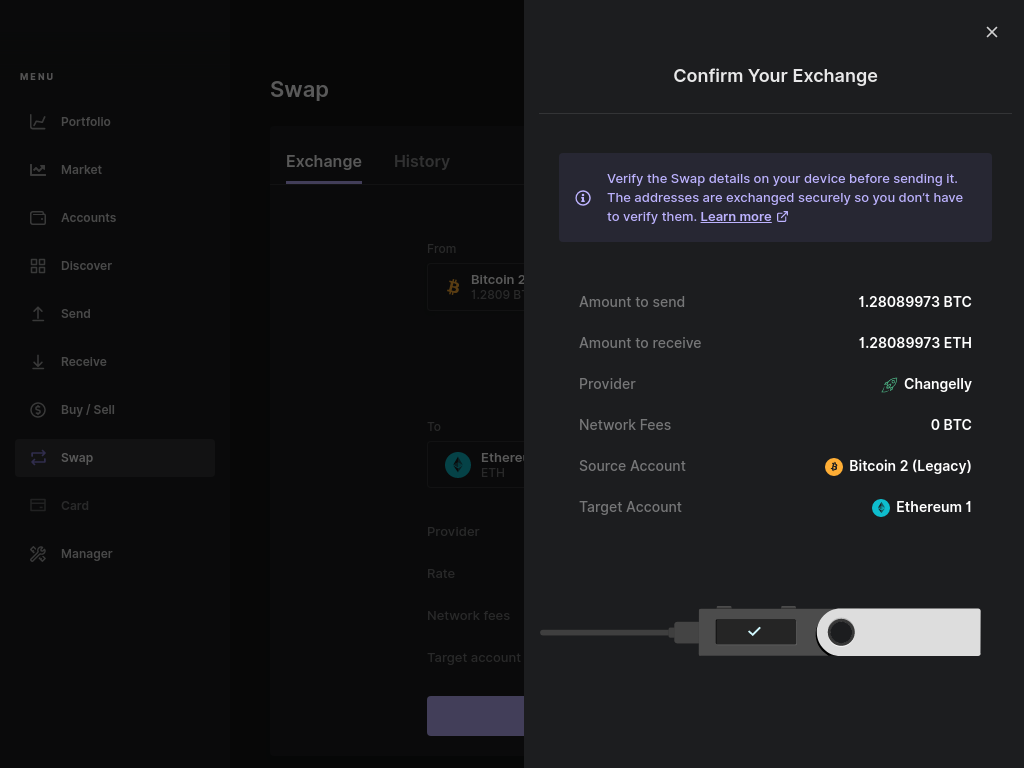 MENU
Portfolio
Market
Accounts
Discover
Send
Receive
Buy / Sell
Swap
Card
Manager
Swap
Exchange
History
From
Bitcoin 2
1.2809
To
ETH
Provider
Rate
Network fees
Target account
Confirm Your Exchange
Verify the Swap details on your device before sending it.
The addresses are exchanged securely so you don't have
to verify them. Learn more
Amount to send 1.28089973 BTC
Amount to receive 1.28089973 ETH
Provider Changelly
Network Fees 0 BTC
Source Account Bitcoin 2 (Legacy)
Target Account Ethereum 1